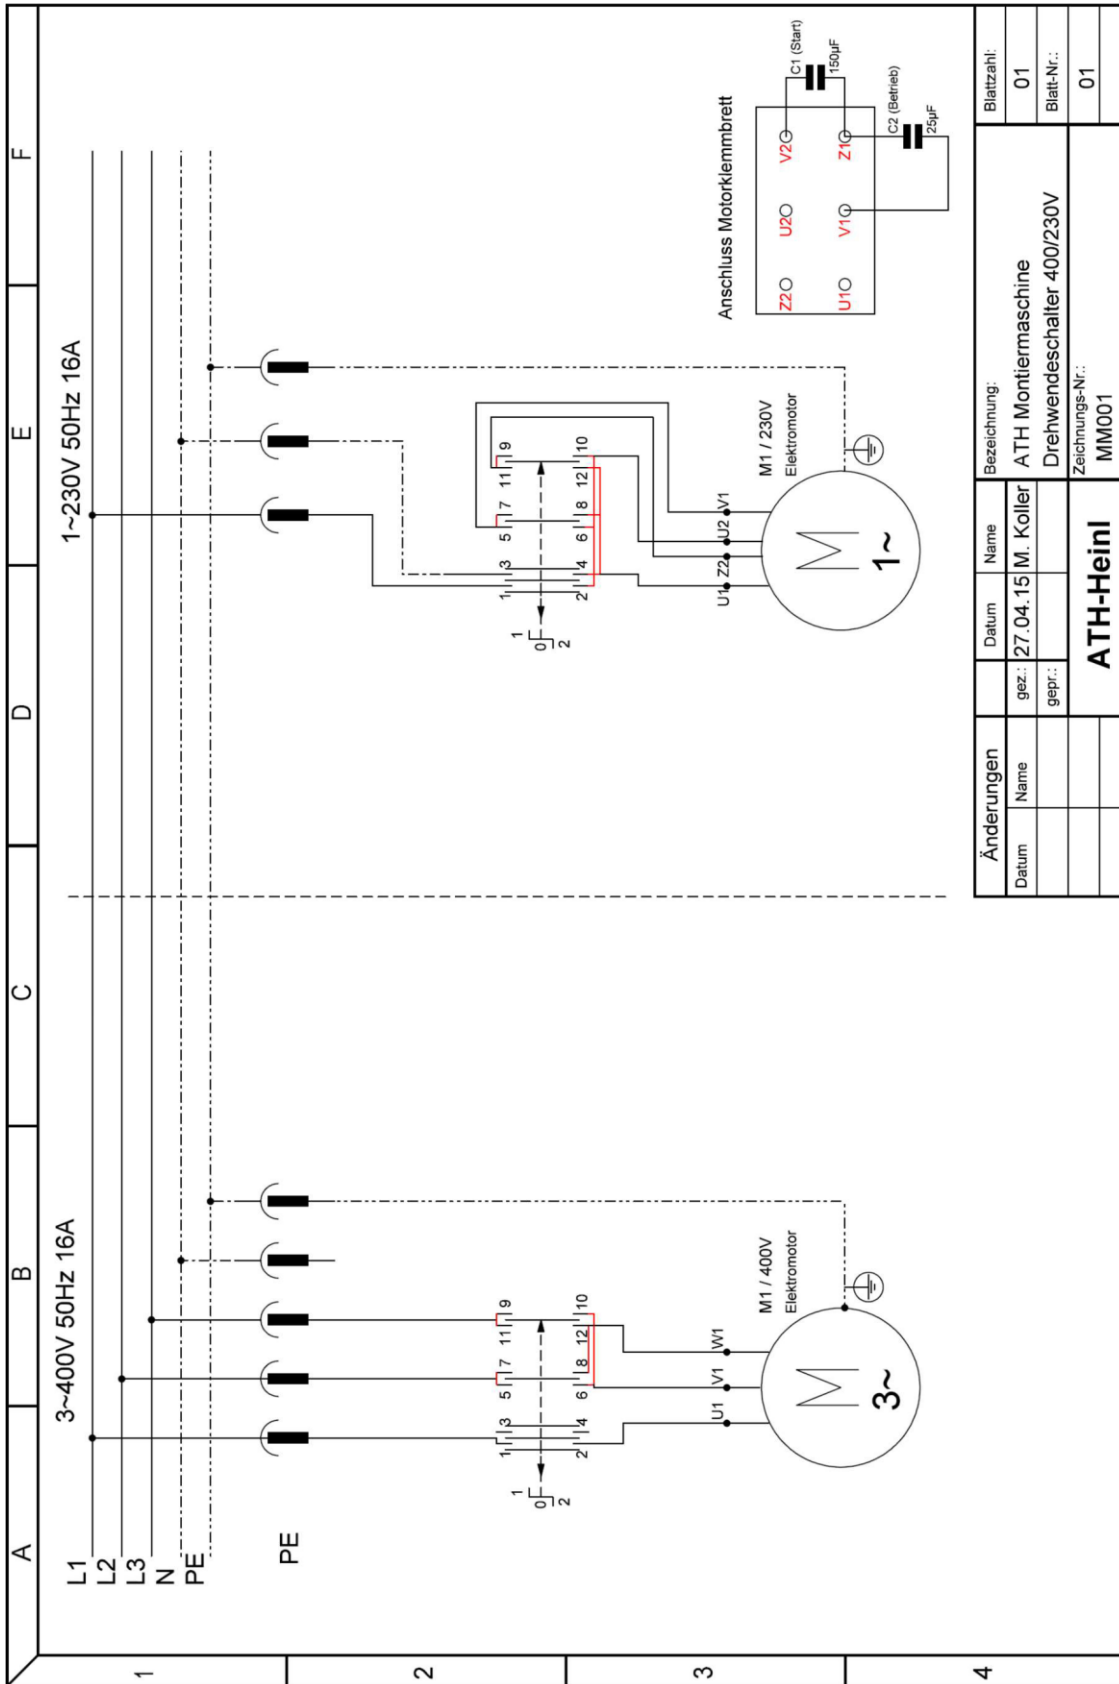 A B C D E F
1
2
3
4
3~400V 50Hz 16A
1~230V 50Hz 16A
L1
L2
L3
N
PE
PE
1 3 5 7 11 9
2 4 6 8 12 10
1
0
2
U1 V1 W1
M1 / 400V
Elektromotor
M
3~
1 3 5 7 11 9
2 4 6 8 12 10
1
0
2
U1 Z2 U2 V1
M1 / 230V
Elektromotor
M
1~
Anschluss Motorklemmbrett
Z2 U2 V2
U1 V1 Z1
C1 (Start)
150µF
C2 (Betrieb)
25µF
Änderungen
Datum Name
Datum Name
gez.: 27.04.15 M. Koller
gepr.:
ATH-Heinl
Bezeichnung:
ATH Montiermaschine
Drehwendeschalter 400/230V
Zeichnungs-Nr.:
MM001
Blattzahl:
01
Blatt-Nr.:
01